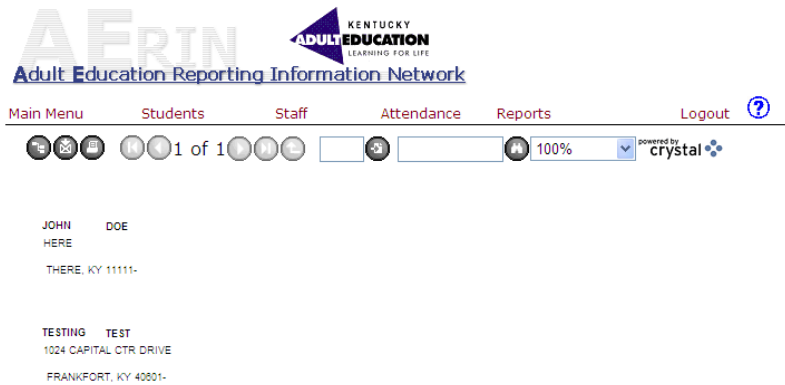 AERIN
KENTUCKY
ADULT EDUCATION
LEARNING FOR LIFE
Adult Education Reporting Information Network
Main Menu Students Staff Attendance Reports Logout ?
1 of 1 100% powered by crystal
JOHN DOE
HERE
THERE, KY 11111-
TESTING TEST
1024 CAPITAL CTR DRIVE
FRANKFORT, KY 40601-